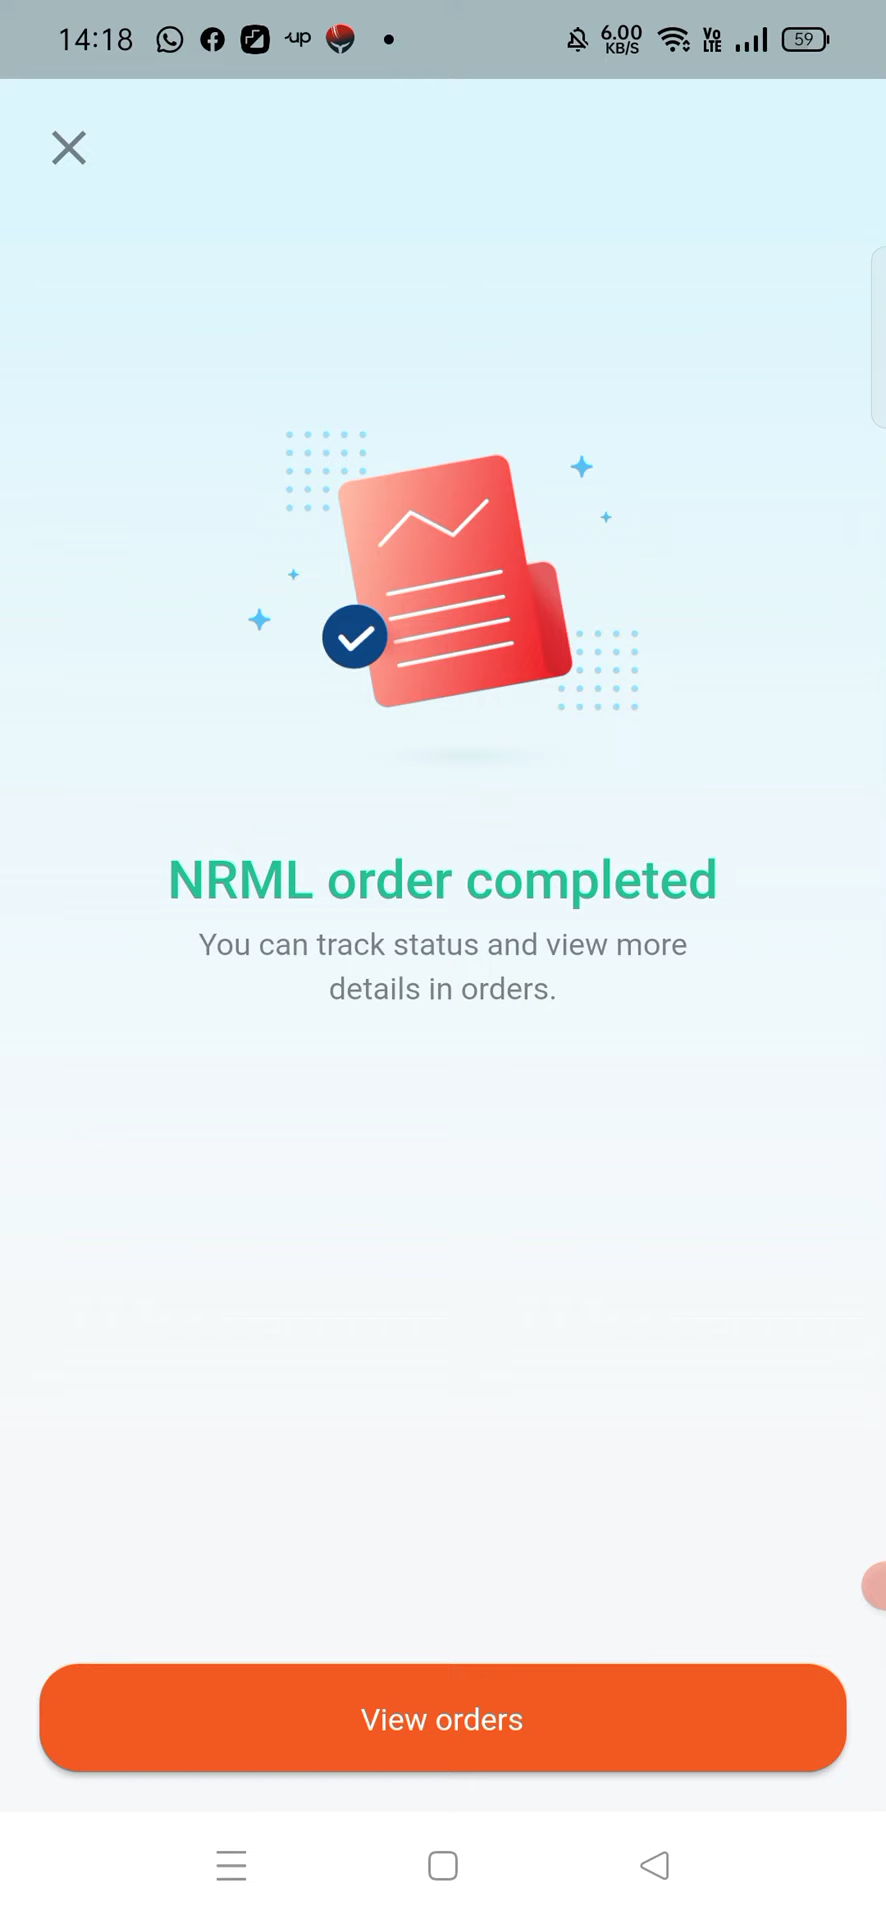 14:18 up 6.00 KB/S Vo LTE 59
NRML order completed
You can track status and view more
details in orders.
View orders